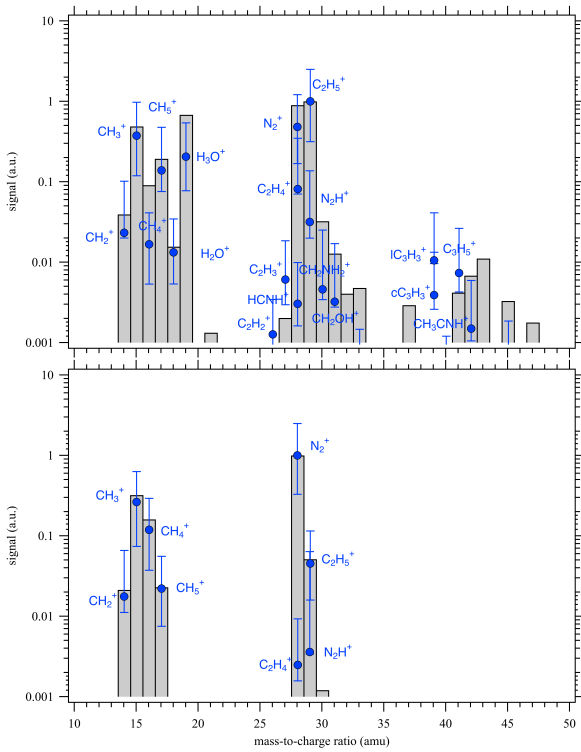 10
C₂H₅⁺
1
CH₅⁺
N₂⁺
CH₃⁺
H₃O⁺
signal (a.u.)
0.1
C₂H₄⁺
N₂H⁺
CH₂⁺
CH₄⁺
H₂O⁺
lC₃H₃⁺
C₃H₅⁺
0.01
C₂H₃⁺
CH₂NH₂⁺
HCNH⁺
cC₃H₃⁺
C₂H₂⁺
CH₂OH⁺
CH₃CNH⁺
0.001
10
1
N₂⁺
CH₃⁺
signal (a.u.)
0.1
CH₄⁺
C₂H₅⁺
CH₂⁺
CH₅⁺
0.01
C₂H₄⁺
N₂H⁺
0.001
10 15 20 25 30 35 40 45 50
mass-to-charge ratio (amu)